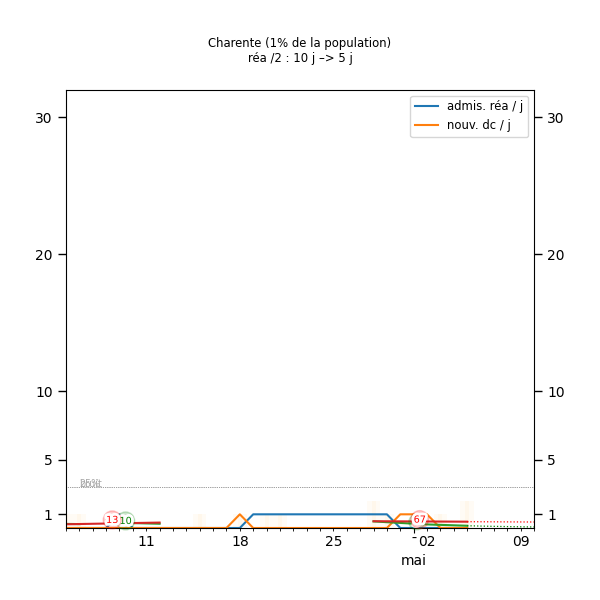 Charente (1% de la population)
réa /2 : 10 j –> 5 j
admis. réa / j
nouv. dc / j
30 30
20 20
10 10
5 5
1 1
13 10 67
11 18 25 - 02 09
mai